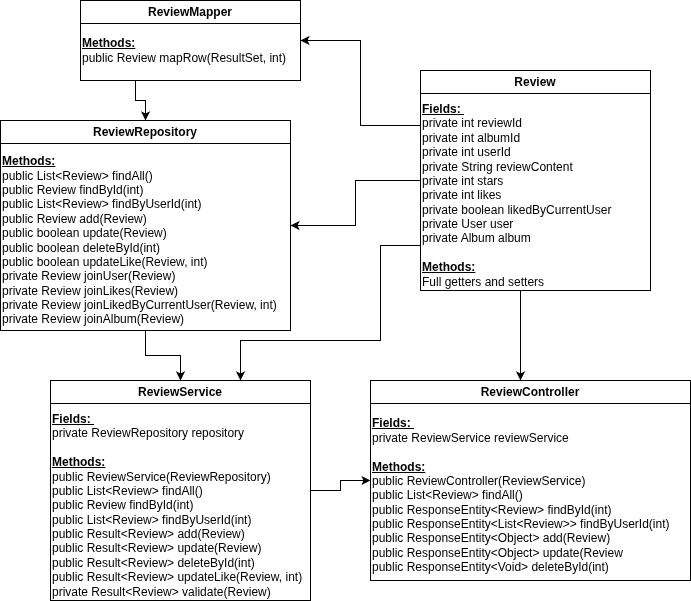 ReviewMapper
Methods:
public Review mapRow(ResultSet, int)
Review
Fields:
private int reviewId
private int albumId
private int userId
private String reviewContent
private int stars
private int likes
private boolean likedByCurrentUser
private User user
private Album album
Methods:
Full getters and setters
ReviewRepository
Methods:
public List<Review> findAll()
public Review findById(int)
public List<Review> findByUserId(int)
public Review add(Review)
public boolean update(Review)
public boolean deleteById(int)
public boolean updateLike(Review, int)
private Review joinUser(Review)
private Review joinLikes(Review)
private Review joinLikedByCurrentUser(Review, int)
private Review joinAlbum(Review)
ReviewService
Fields:
private ReviewRepository repository
Methods:
public ReviewService(ReviewRepository)
public List<Review> findAll()
public Review findById(int)
public List<Review> findByUserId(int)
public Result<Review> add(Review)
public Result<Review> update(Review)
public Result<Review> deleteById(int)
public Result<Review> updateLike(Review, int)
private Result<Review> validate(Review)
ReviewController
Fields:
private ReviewService reviewService
Methods:
public ReviewController(ReviewService)
public List<Review> findAll()
public ResponseEntity<Review> findById(int)
public ResponseEntity<List<Review>> findByUserId(int)
public ResponseEntity<Object> add(Review)
public ResponseEntity<Object> update(Review
public ResponseEntity<Void> deleteById(int)